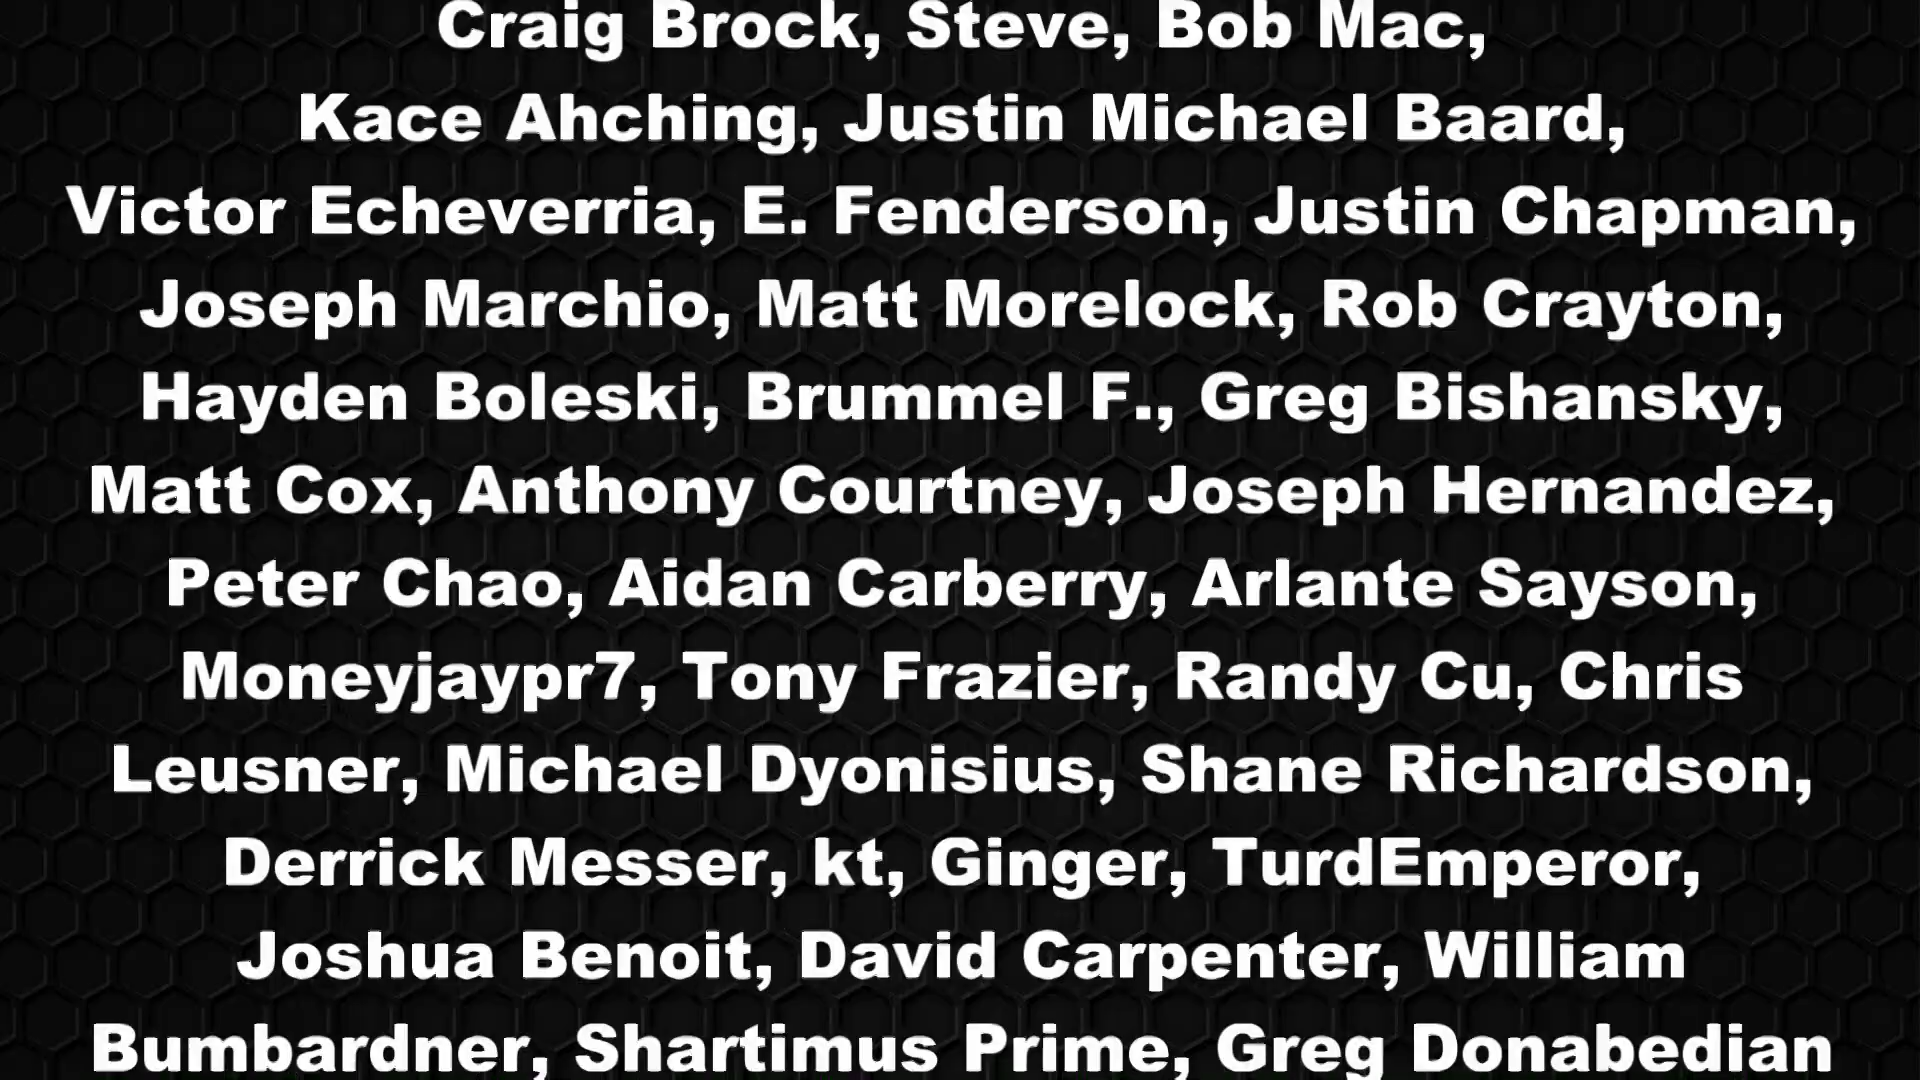 Craig Brock, Steve, Bob Mac,
Kace Ahching, Justin Michael Baard,
Victor Echeverria, E. Fenderson, Justin Chapman,
Joseph Marchio, Matt Morelock, Rob Crayton,
Hayden Boleski, Brummel F., Greg Bishansky,
Matt Cox, Anthony Courtney, Joseph Hernandez,
Peter Chao, Aidan Carberry, Arlante Sayson,
Moneyjaypr7, Tony Frazier, Randy Cu, Chris
Leusner, Michael Dyonisius, Shane Richardson,
Derrick Messer, kt, Ginger, TurdEmperor,
Joshua Benoit, David Carpenter, William
Bumbardner, Shartimus Prime, Greg Donabedian